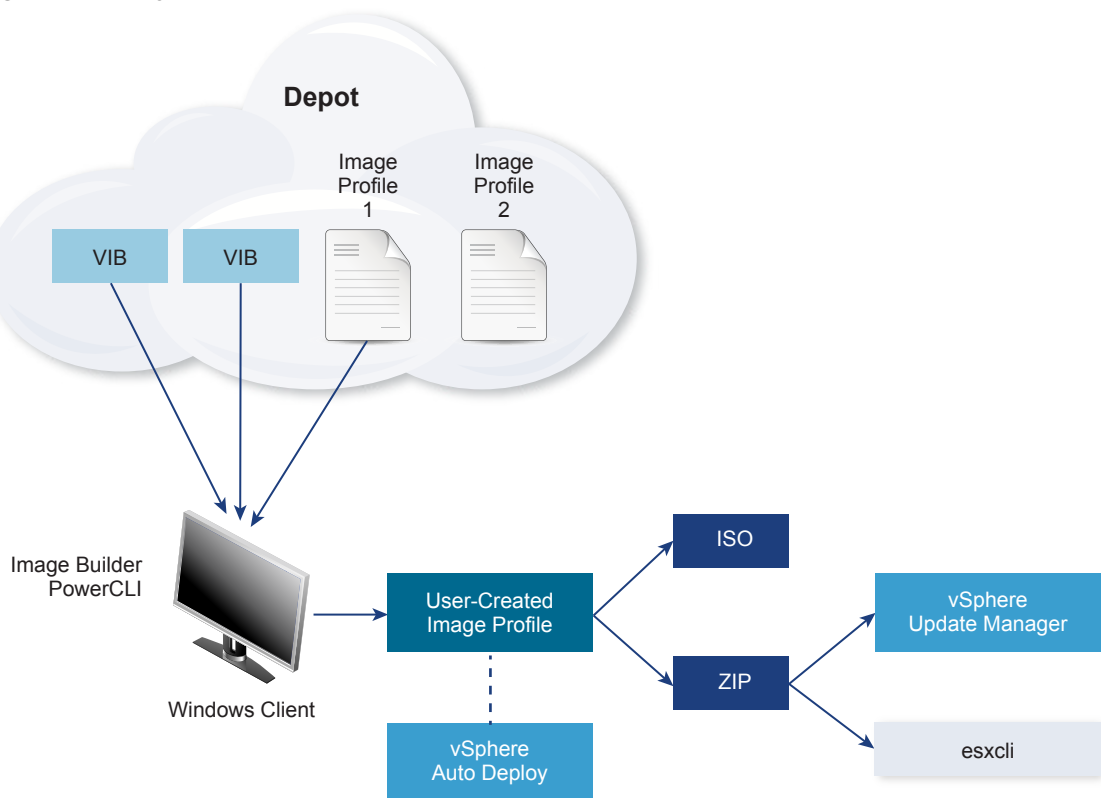 Depot
Image
Profile
1
Image
Profile
2
VIB
VIB
Image Builder
PowerCLI
Windows Client
User-Created
Image Profile
vSphere
Auto Deploy
ISO
ZIP
vSphere
Update Manager
esxcli